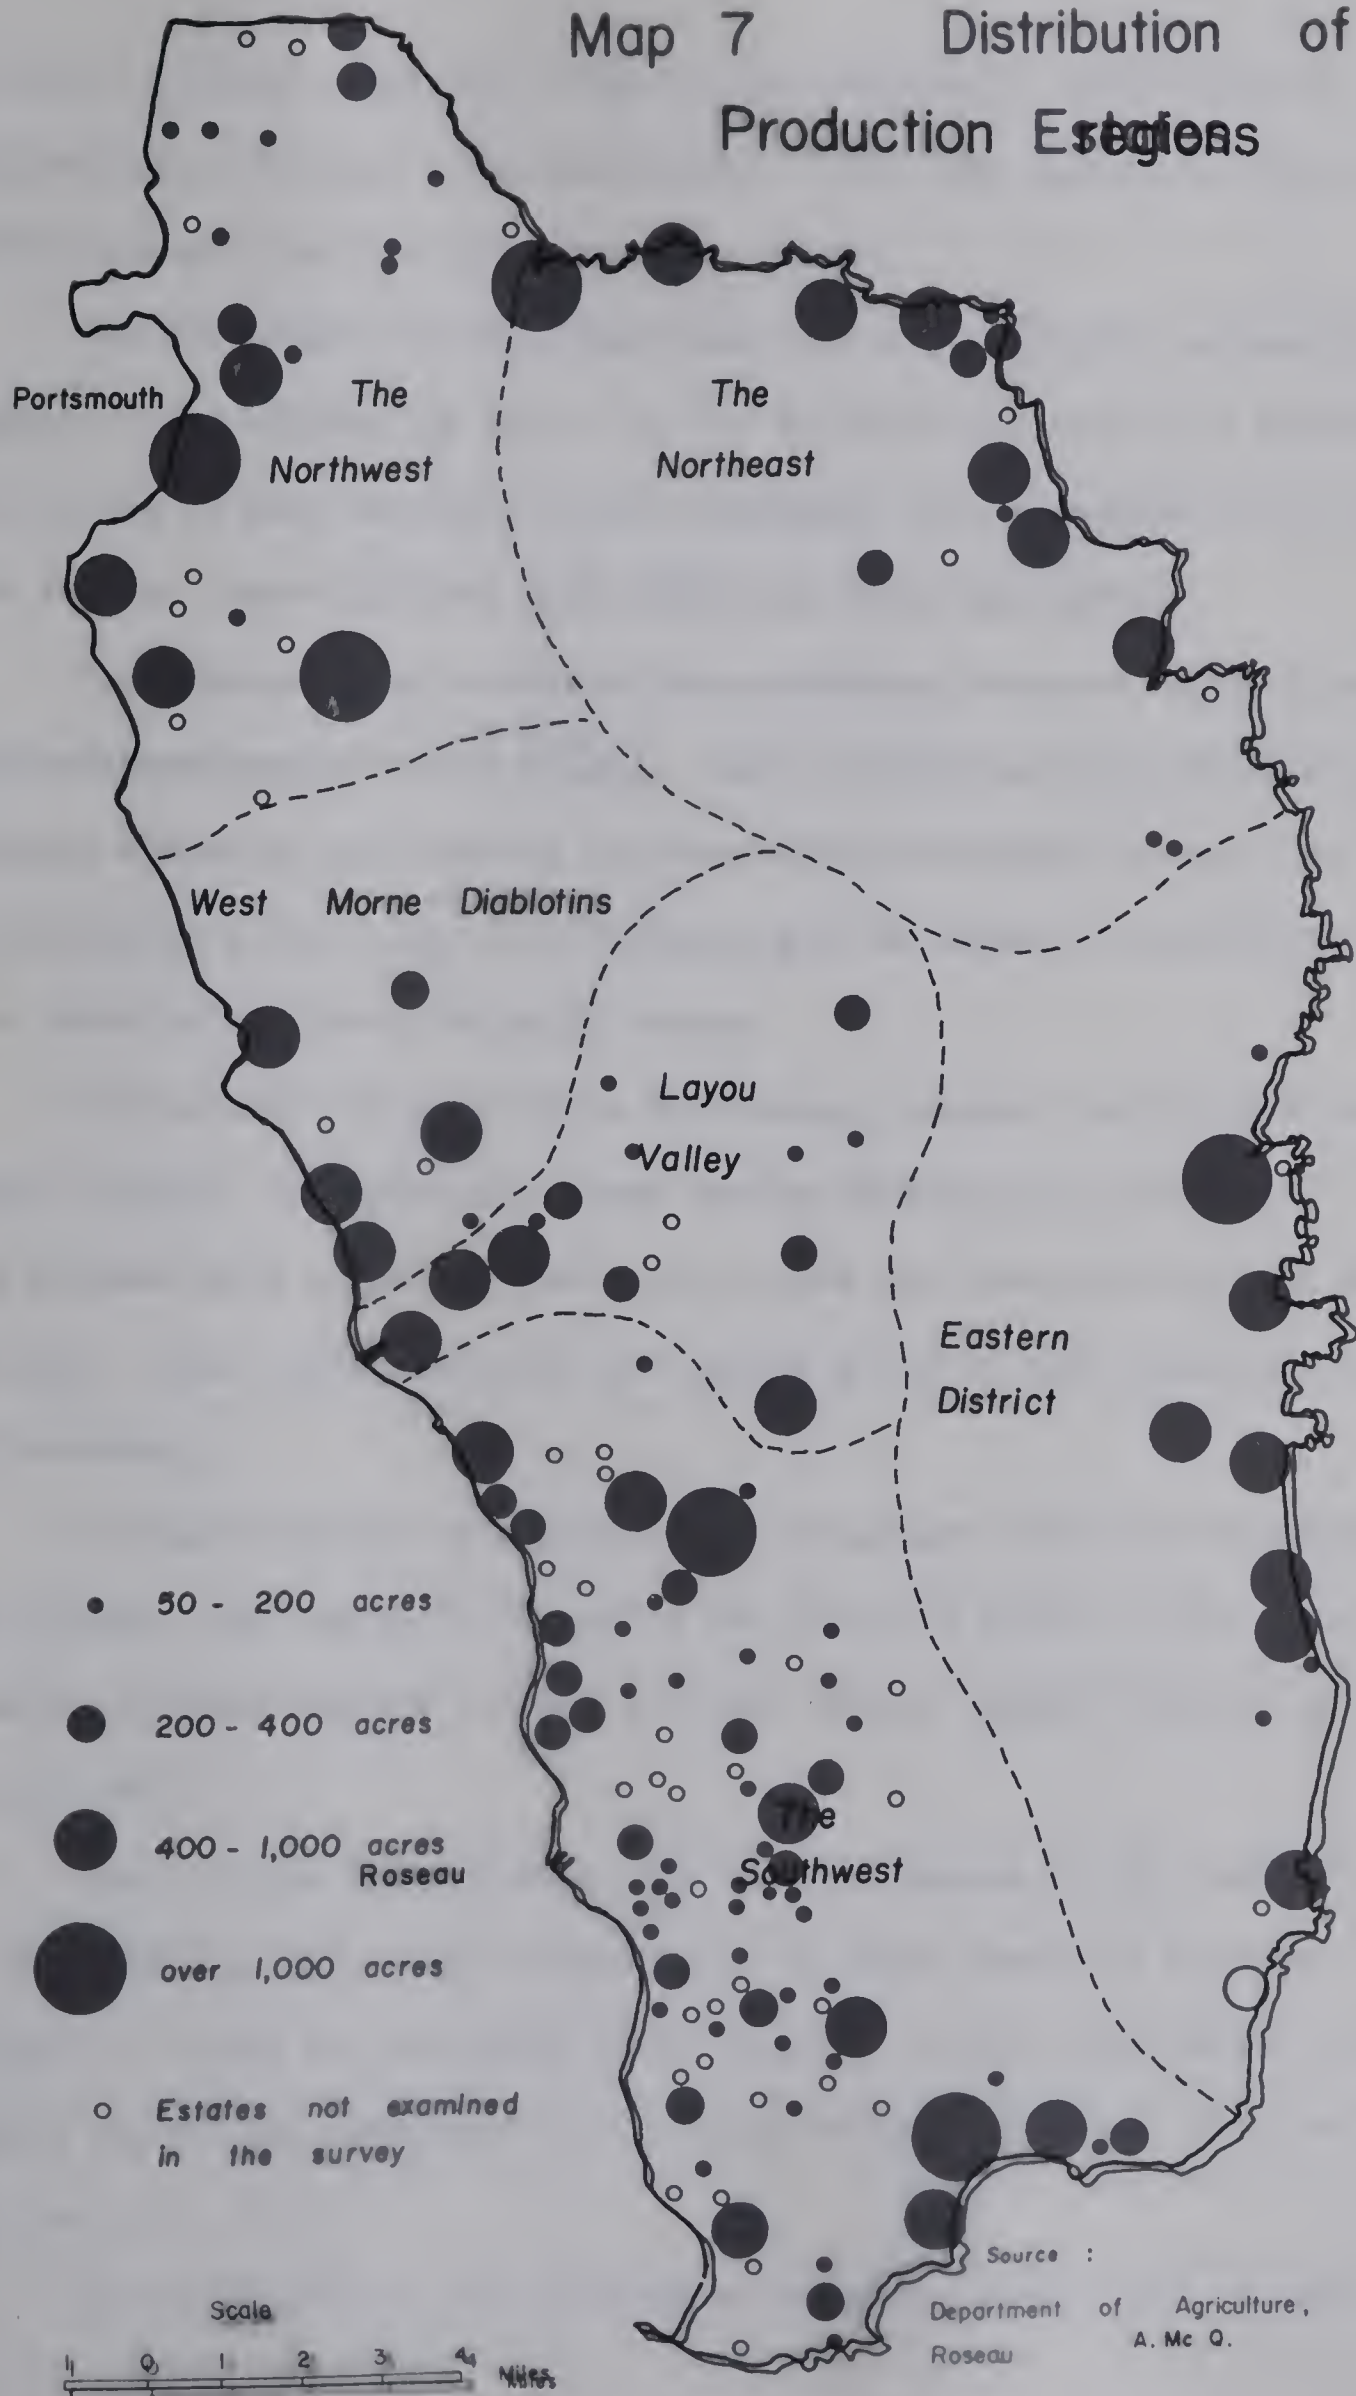 Map 7 Distribution of
Production Estates regions
Portsmouth
The
Northwest
The
Northeast
West Morne Diablotins
Layou
Valley
Eastern
District
50 - 200 acres
200 - 400 acres
400 - 1,000 acres
Roseau
The
Southwest
over 1,000 acres
Estates not examined
in the survey
Source :
Department of Agriculture,
A. Mc Q.
Roseau
Scale
1 0 1 2 3 4 Miles